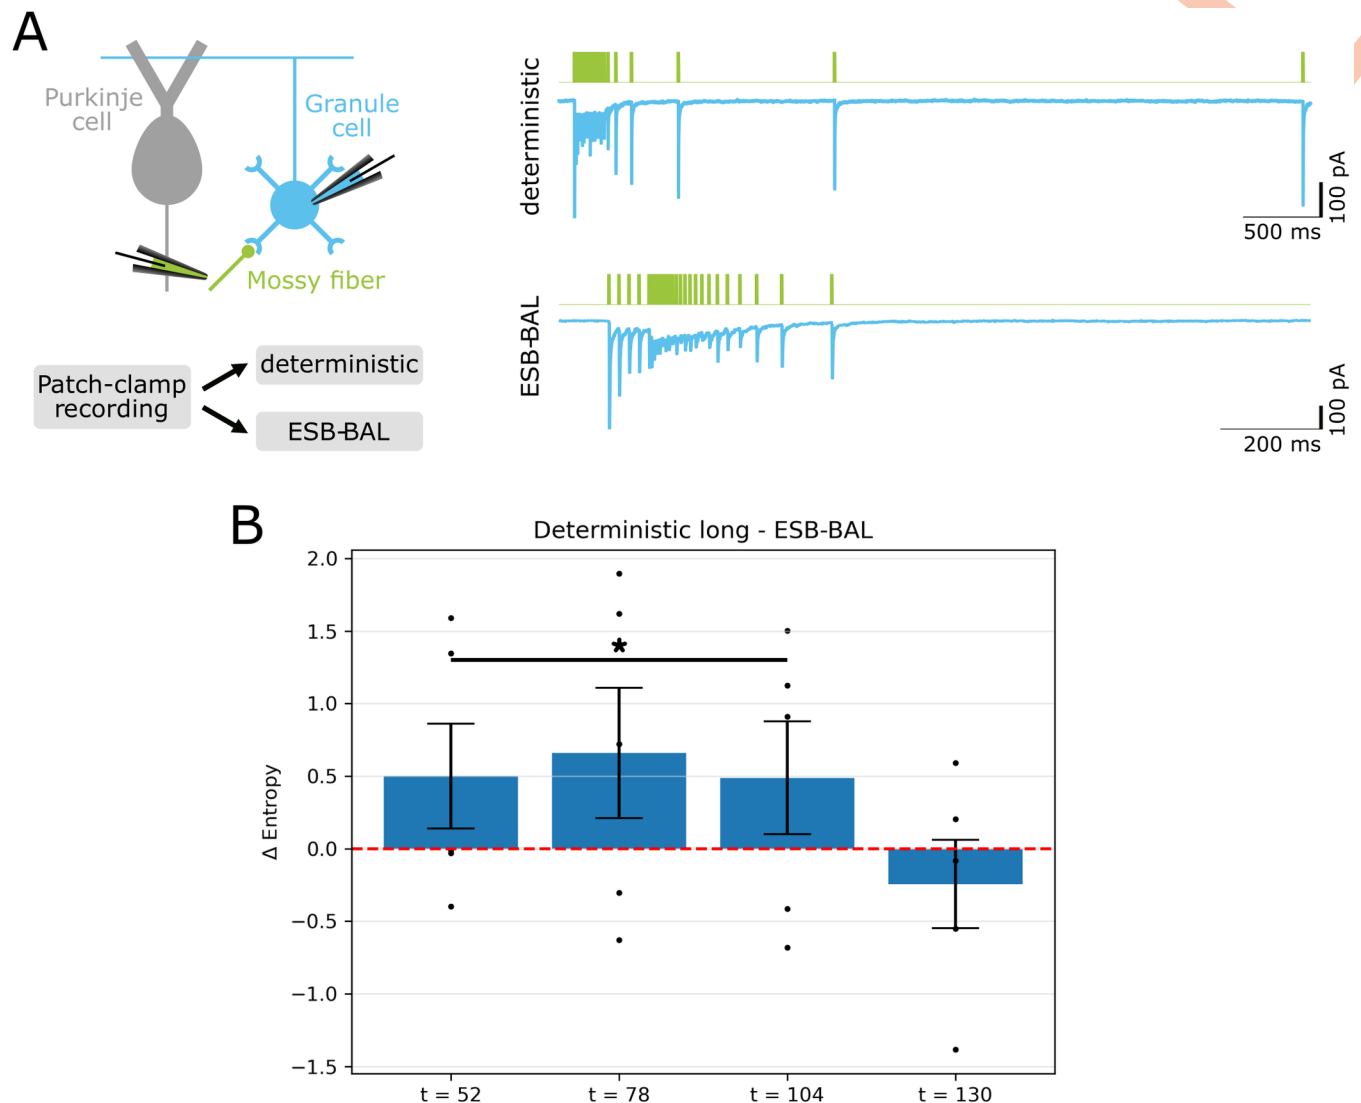 A
Purkinje
cell
Granule
cell
Mossy fiber
Patch-clamp
recording
deterministic
ESB-BAL
deterministic
100 pA
500 ms
ESB-BAL
100 pA
200 ms
B
Deterministic long - ESB-BAL
Δ Entropy
2.0
1.5
1.0
0.5
0.0
−0.5
−1.0
−1.5
★
t = 52
t = 78
t = 104
t = 130